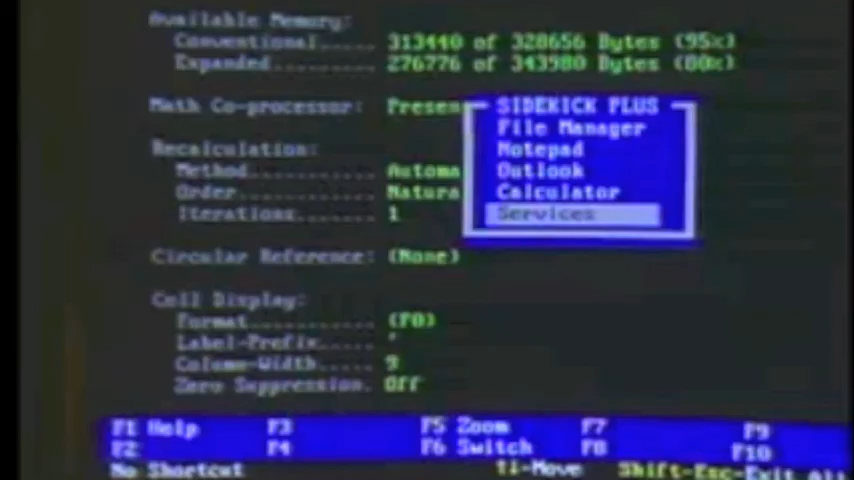 Available Memory:
Conventional..... 313440 of 328656 Bytes (95%)
Expanded......... 276776 of 343980 Bytes (80%)
Math Co-processor: Presen
SIDEKICK PLUS
File Manager
Notepad
Outlook
Calculator
Services
Recalculation:
Method........... Automa
Order............ Natura
Iterations....... 1
Circular Reference: (None)
Cell Display:
Format........... (F0)
Label-Prefix..... '
Column-Width..... 9
Zero Suppression. Off
F1 Help F3 F5 Zoom F7 F9
F2 F4 F6 Switch F8 F10
No Shortcut ↑↓-Move Shift-Esc-Exit All